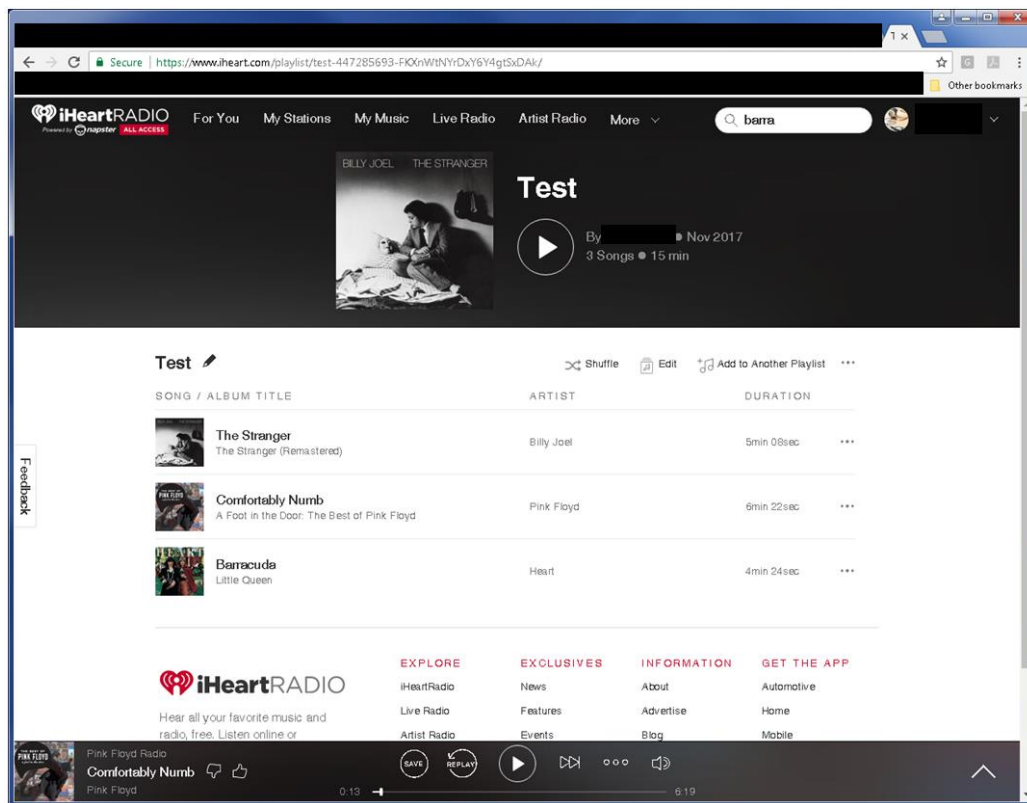 1 ×
Secure | https://www.iheart.com/playlist/test-447285693-FKXnWtNYrDxY6Y4gtSxDAk/
Other bookmarks
iHeartRADIO
Powered by napster ALL ACCESS
For You My Stations My Music Live Radio Artist Radio More barra
BILLY JOEL THE STRANGER
Test
By • Nov 2017
3 Songs • 15 min
Test Shuffle Edit Add to Another Playlist
SONG / ALBUM TITLE ARTIST DURATION
The Stranger
The Stranger (Remastered)
Billy Joel 5min 08sec
Comfortably Numb
A Foot in the Door: The Best of Pink Floyd
Pink Floyd 6min 22sec
Barracuda
Little Queen
Heart 4min 24sec
Feedback
iHeartRADIO
Hear all your favorite music and
radio, free. Listen online or
EXPLORE
iHeartRadio
Live Radio
Artist Radio
EXCLUSIVES
News
Features
Events
INFORMATION
About
Advertise
Blog
GET THE APP
Automotive
Home
Mobile
PINK FLOYD
Pink Floyd Radio
Comfortably Numb
Pink Floyd
SAVE REPLAY
0:13 6:19